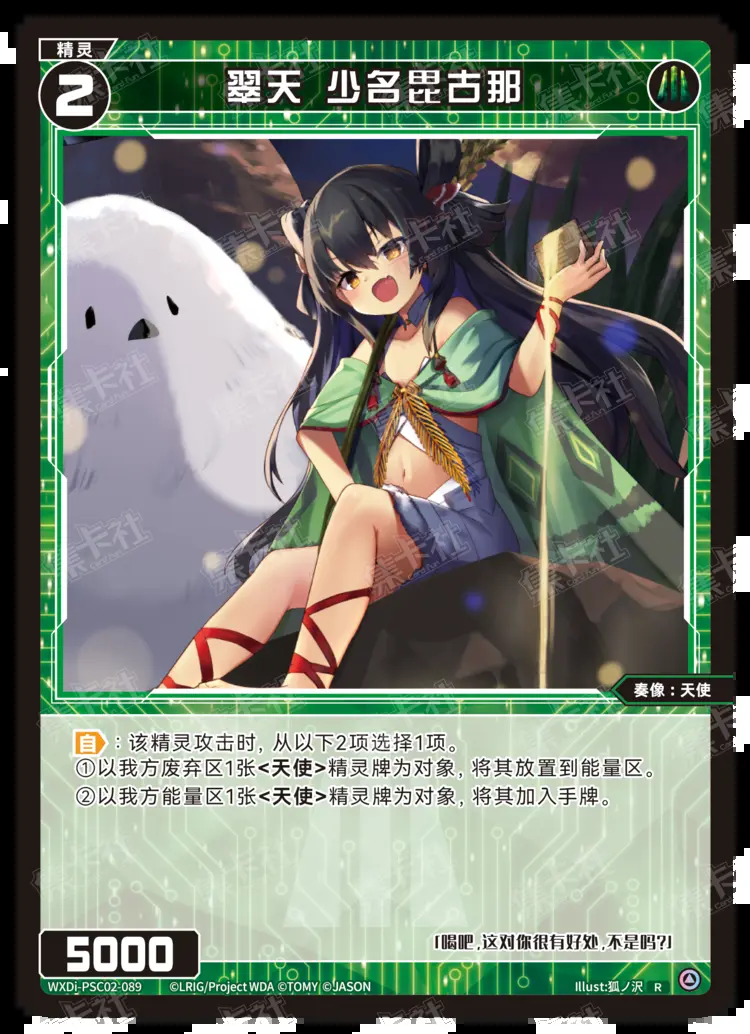 精灵
2
翠天 少名毘古那
奏像：天使
自：该精灵攻击时, 从以下2项选择1项。
①以我方废弃区1张<天使>精灵牌为对象, 将其放置到能量区。
②以我方能量区1张<天使>精灵牌为对象, 将其加入手牌。
「喝吧,这对你很有好处,不是吗?」
5000
WXDi-PSC02-089 ©LRIG/Project WDA ©TOMY ©JASON Illust:狐ノ沢 R
集卡社